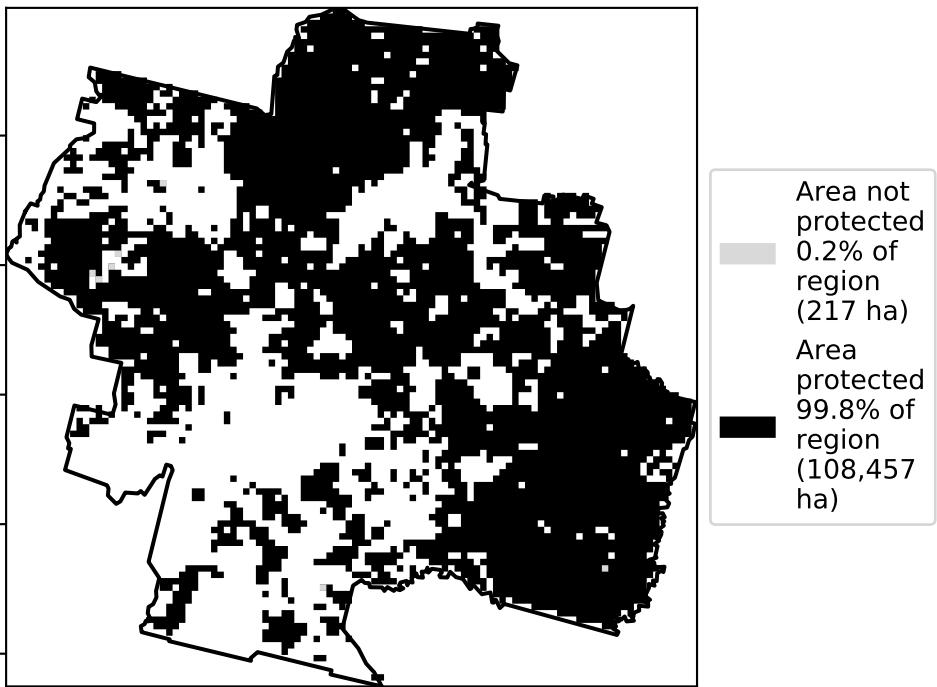 Area not
protected
0.2% of
region
(217 ha)
Area
protected
99.8% of
region
(108,457
ha)